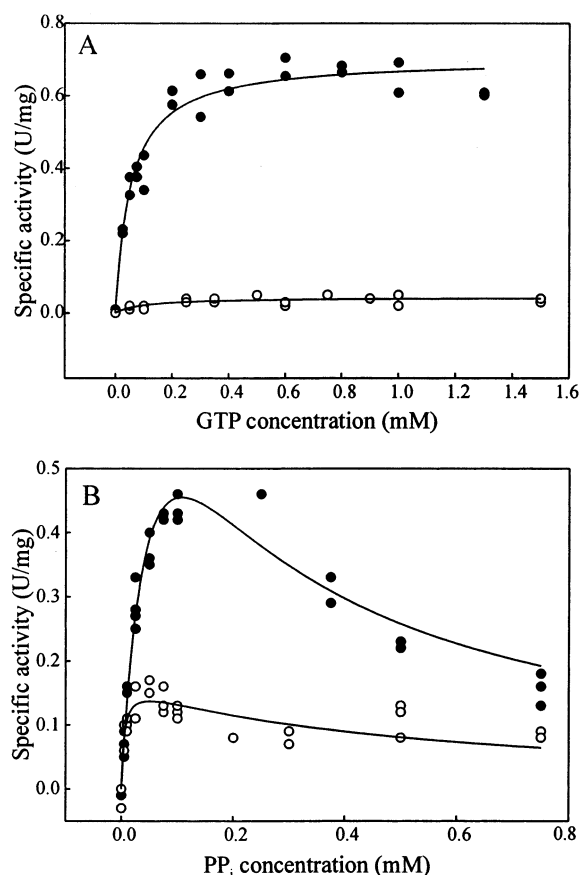 A
0.8
0.6
0.4
0.2
0.0
Specific activity (U/mg)
0.0 0.2 0.4 0.6 0.8 1.0 1.2 1.4 1.6
GTP concentration (mM)
B
0.5
0.4
0.3
0.2
0.1
0.0
Specific activity (U/mg)
0.0 0.2 0.4 0.6 0.8
PPi concentration (mM)